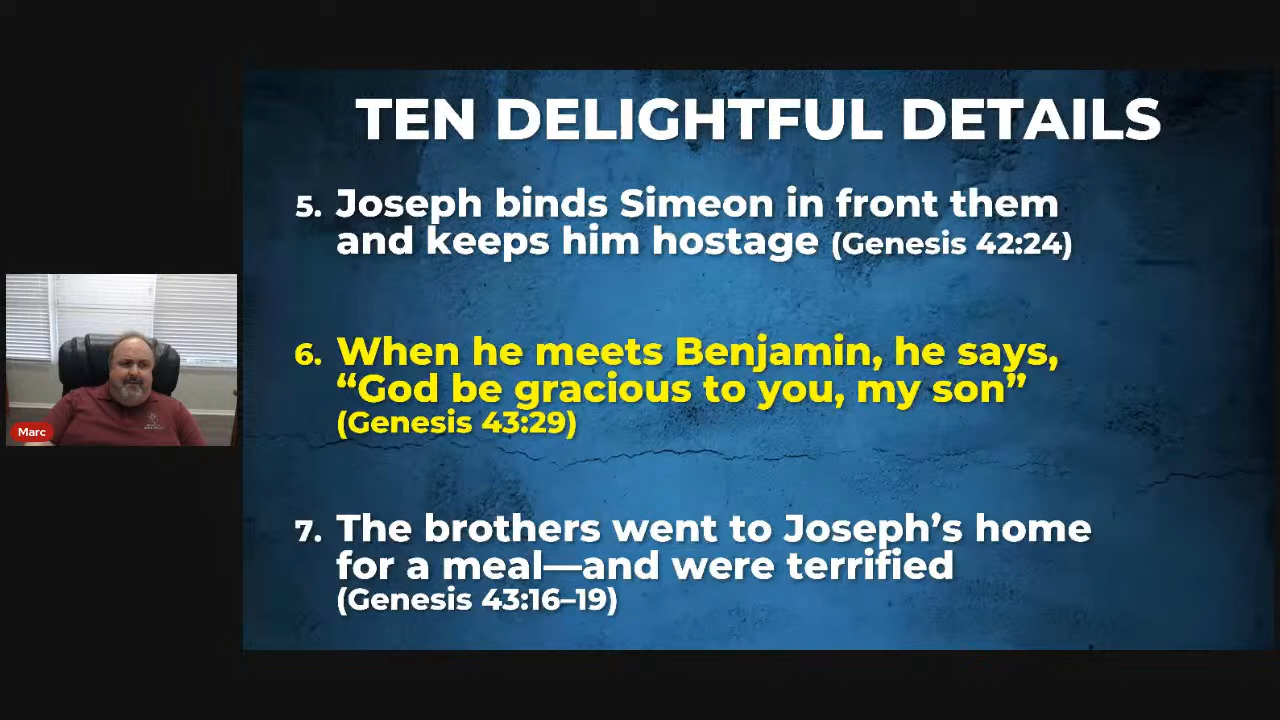 TEN DELIGHTFUL DETAILS
5. Joseph binds Simeon in front them
and keeps him hostage (Genesis 42:24)
6. When he meets Benjamin, he says,
“God be gracious to you, my son”
(Genesis 43:29)
7. The brothers went to Joseph’s home
for a meal—and were terrified
(Genesis 43:16–19)
Marc